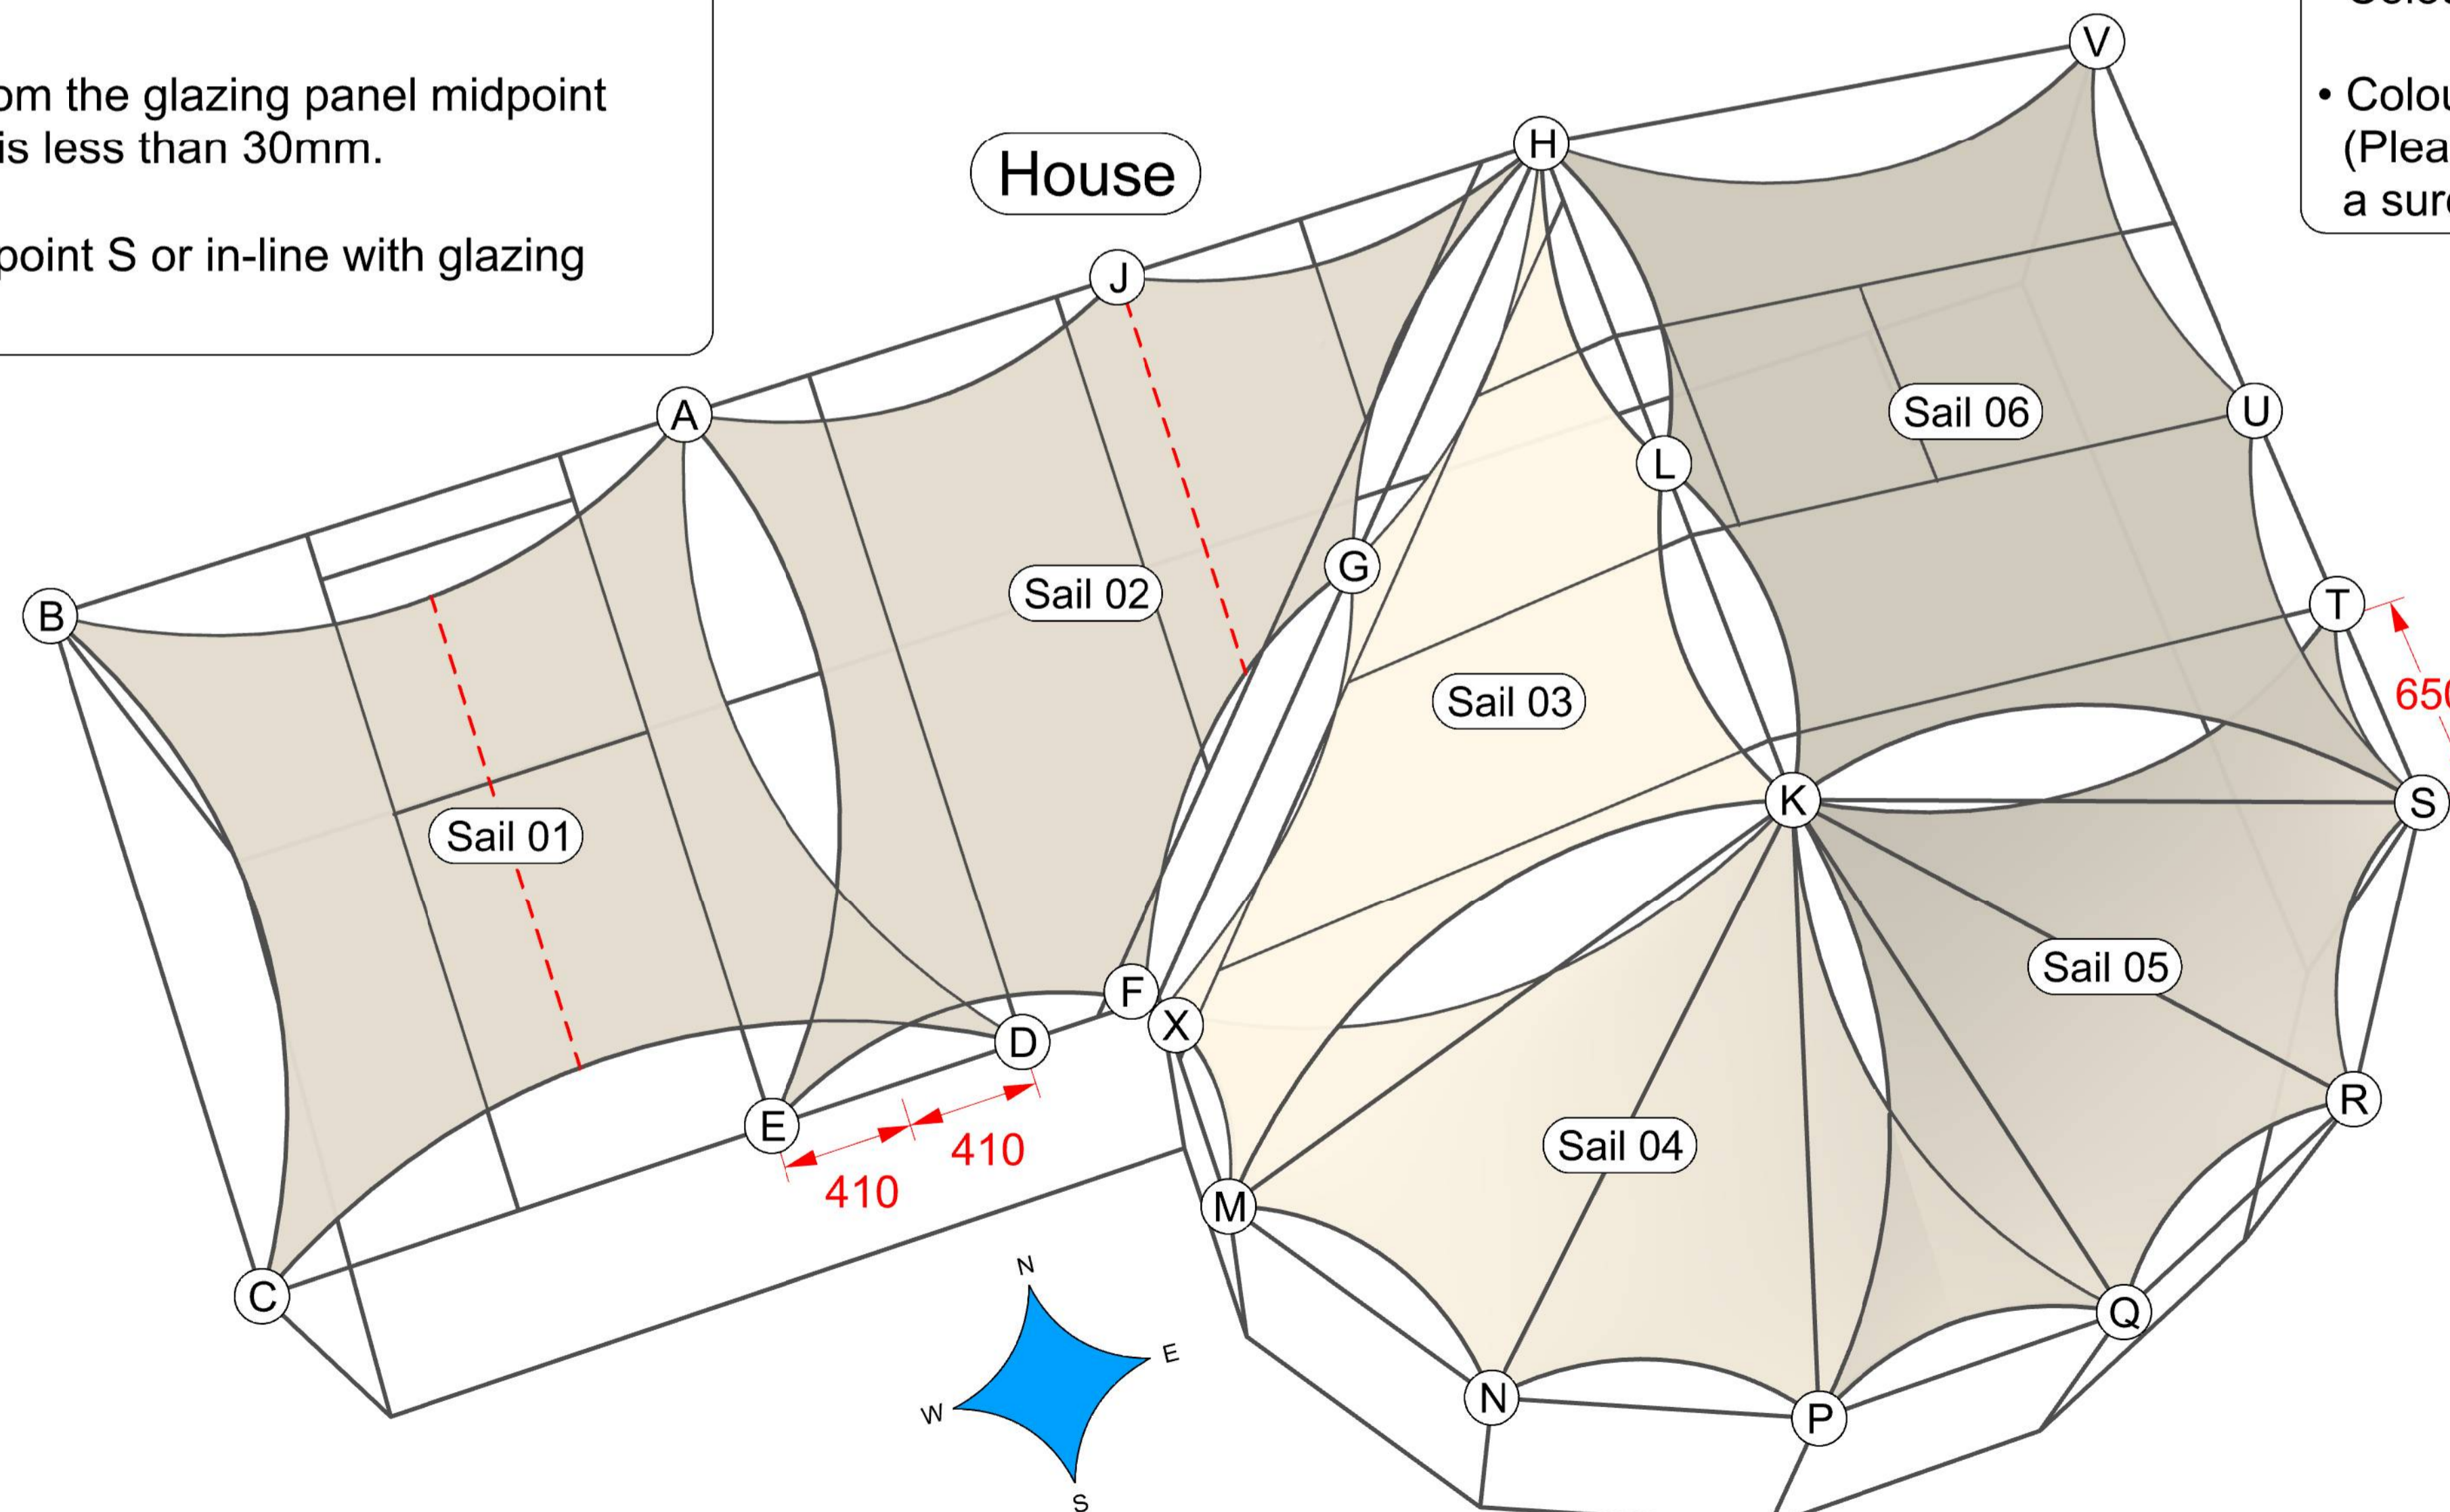 om the glazing panel midpoint
is less than 30mm.
point S or in-line with glazing
• Colou
(Plea
a sur
House
V
H
J
A
U
L
Sail 06
B
G
Sail 02
T
650
Sail 03
Sail 01
K
S
F
X
D
Sail 05
E
R
410
410
Sail 04
M
C
Q
N
P
N
E
W
S